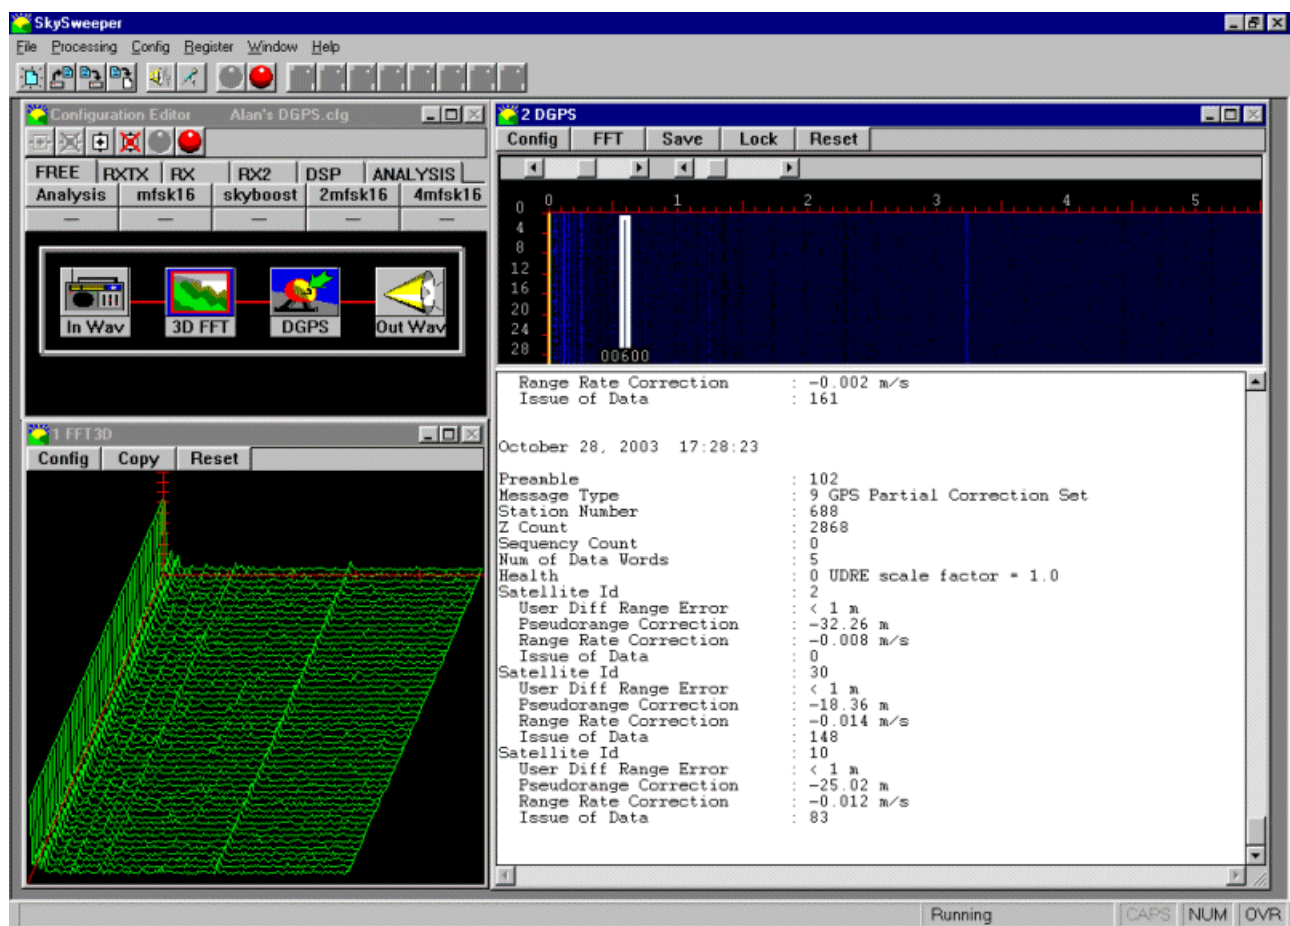 SkySweeper
File Processing Config Register Window Help
Configuration Editor Alan's DGPS.cfg
FREE RXTX RX RX2 DSP ANALYSIS
Analysis mfsk16 skyboost 2mfsk16 4mfsk16
In Wav 3D FFT DGPS Out Wav
1 FFT3D
Config Copy Reset
2 DGPS
Config FFT Save Lock Reset
0 1 2 3 4 5
0
4
8
12
16
20
24
28
00600
Range Rate Correction : -0.002 m/s
Issue of Data : 161
October 28, 2003 17:28:23
Preamble : 102
Message Type : 9 GPS Partial Correction Set
Station Number : 688
Z Count : 2868
Sequency Count : 0
Num of Data Words : 5
Health : 0 UDRE scale factor = 1.0
Satellite Id : 2
User Diff Range Error : < 1 m
Pseudorange Correction : -32.26 m
Range Rate Correction : -0.008 m/s
Issue of Data : 0
Satellite Id : 30
User Diff Range Error : < 1 m
Pseudorange Correction : -18.36 m
Range Rate Correction : -0.014 m/s
Issue of Data : 148
Satellite Id : 10
User Diff Range Error : < 1 m
Pseudorange Correction : -25.02 m
Range Rate Correction : -0.012 m/s
Issue of Data : 83
Running CAPS NUM OVR